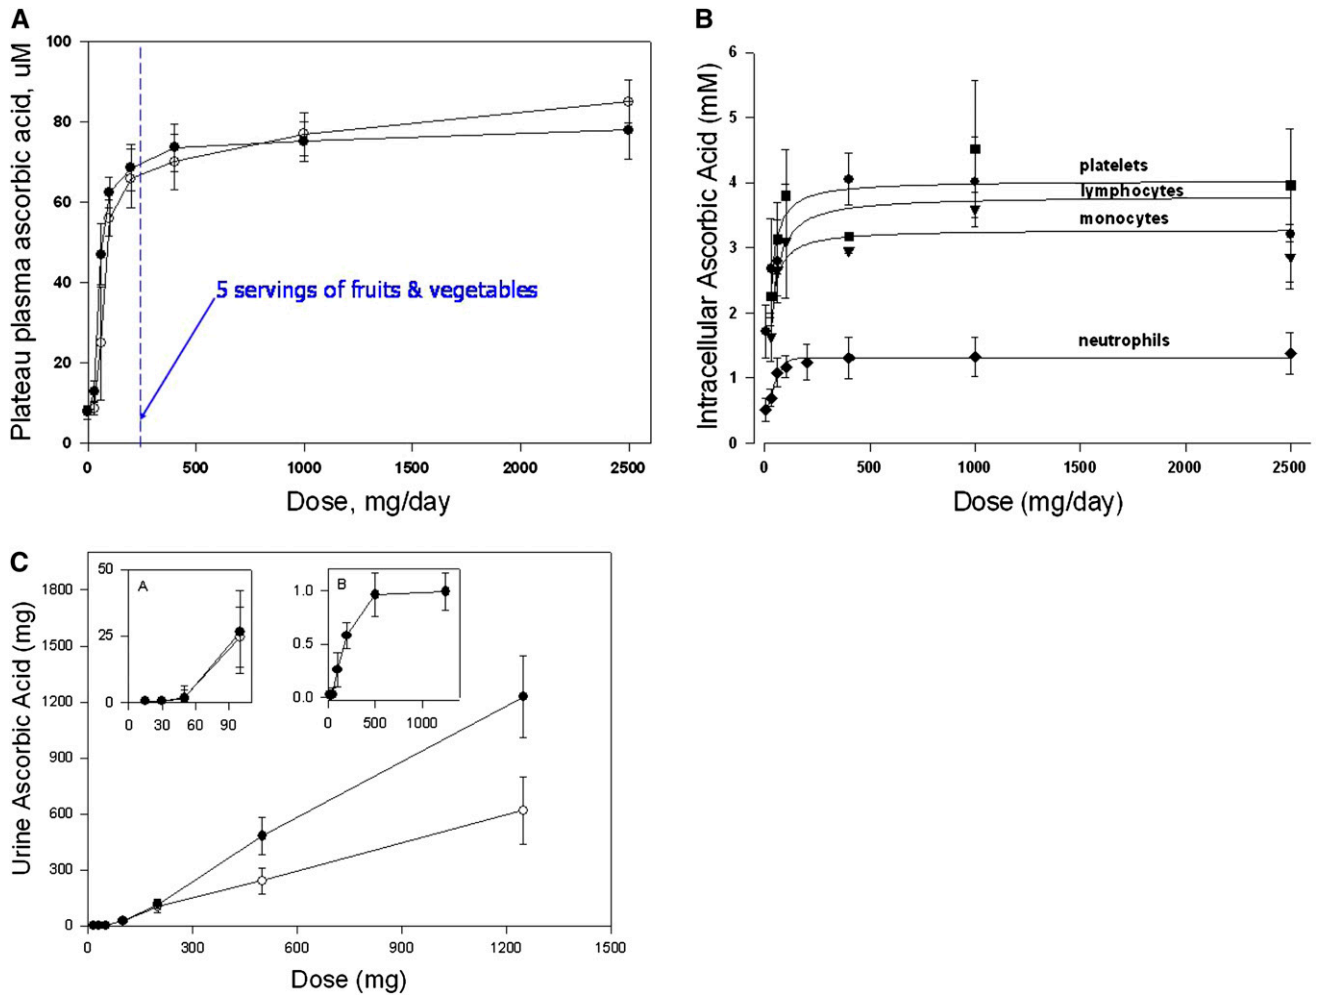 A
Plateau plasma ascorbic acid, uM
100
80
60
40
20
0
5 servings of fruits & vegetables
0 500 1000 1500 2000 2500
Dose, mg/day
B
Intracellular Ascorbic Acid (mM)
6
5
4
3
2
1
0
platelets
lymphocytes
monocytes
neutrophils
0 500 1000 1500 2000 2500
Dose (mg/day)
C
Urine Ascorbic Acid (mg)
1800
1500
1200
900
600
300
0
A
50
25
0
0 30 60 90
B
1.0
0.5
0.0
0 500 1000
0 300 600 900 1200 1500
Dose (mg)